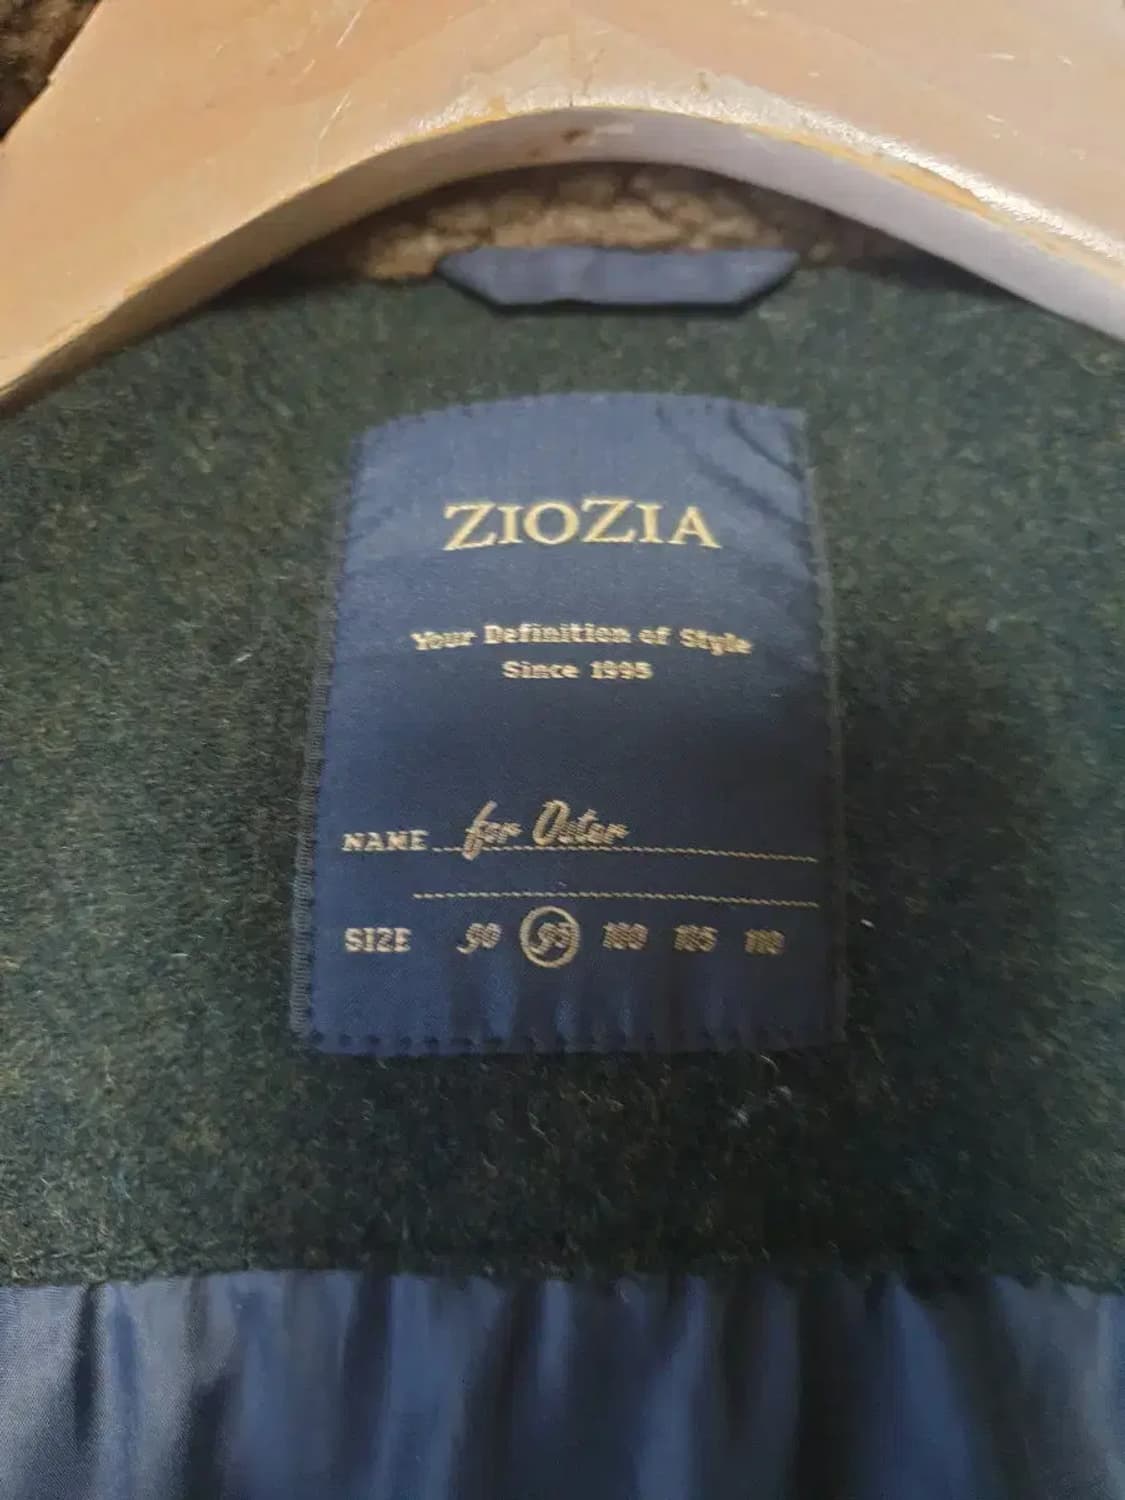 ZIOZIA
Your Definition of Style
Since 1995
NAME for Outer
SIZE 90 95 100 105 110